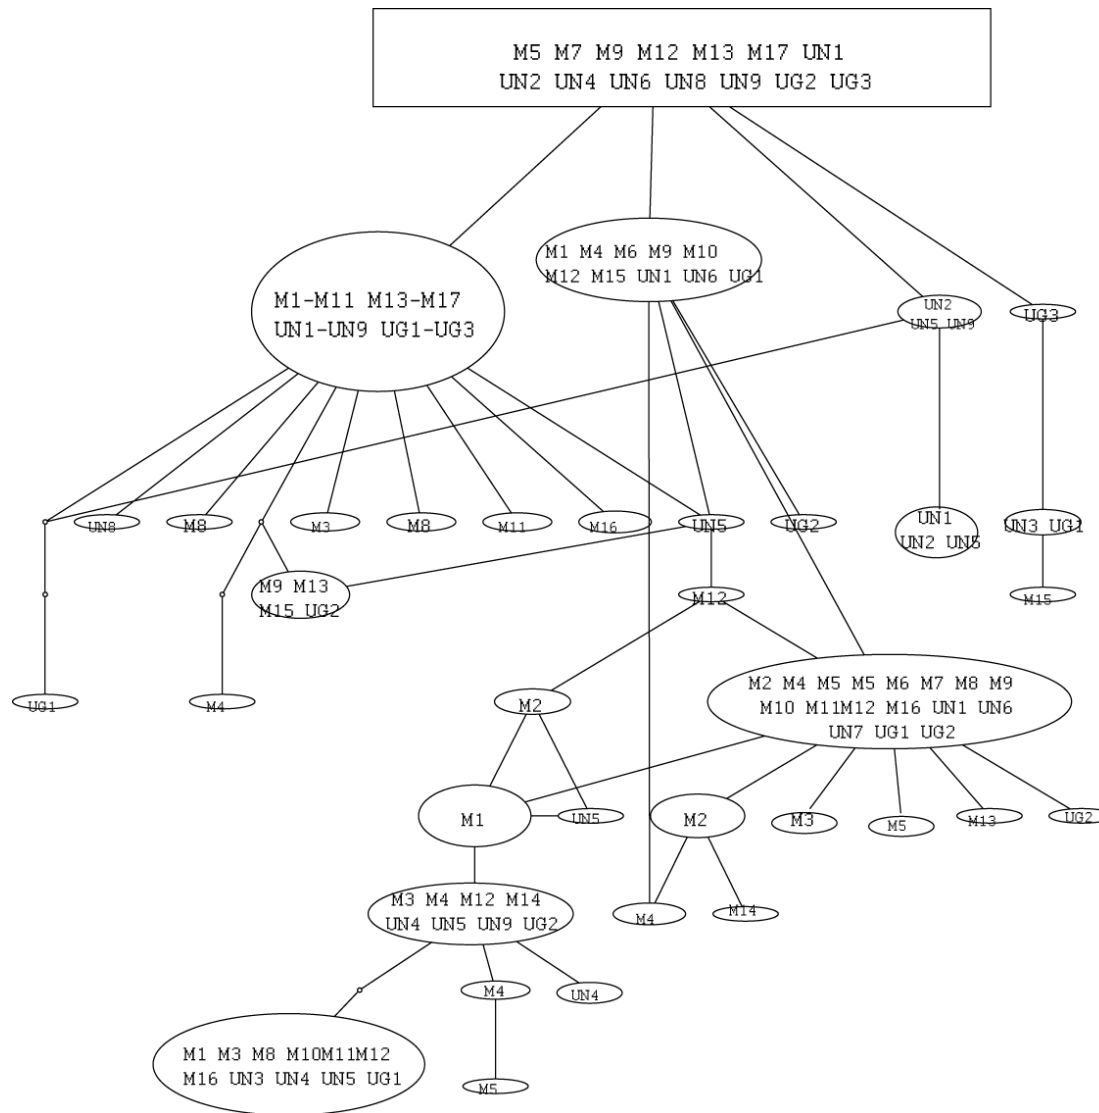 M5 M7 M9 M12 M13 M17 UN1
UN2 UN4 UN6 UN8 UN9 UG2 UG3
M1-M11 M13-M17
UN1-UN9 UG1-UG3
M1 M4 M6 M9 M10
M12 M15 UN1 UN6 UG1
UN2
UN5 UN9
UG3
UN8
M8
M3
M8
M11
M16
UN5
UG2
UN1
UN2 UN5
UN3 UG1
M9 M13
M15 UG2
M12
M15
UG1
M4
M2
M2 M4 M5 M5 M6 M7 M8 M9
M10 M11M12 M16 UN1 UN6
UN7 UG1 UG2
M1
UN5
M2
M3
M5
M13
UG2
M3 M4 M12 M14
UN4 UN5 UN9 UG2
M4
M14
M4
UN4
M1 M3 M8 M10M11M12
M16 UN3 UN4 UN5 UG1
M5